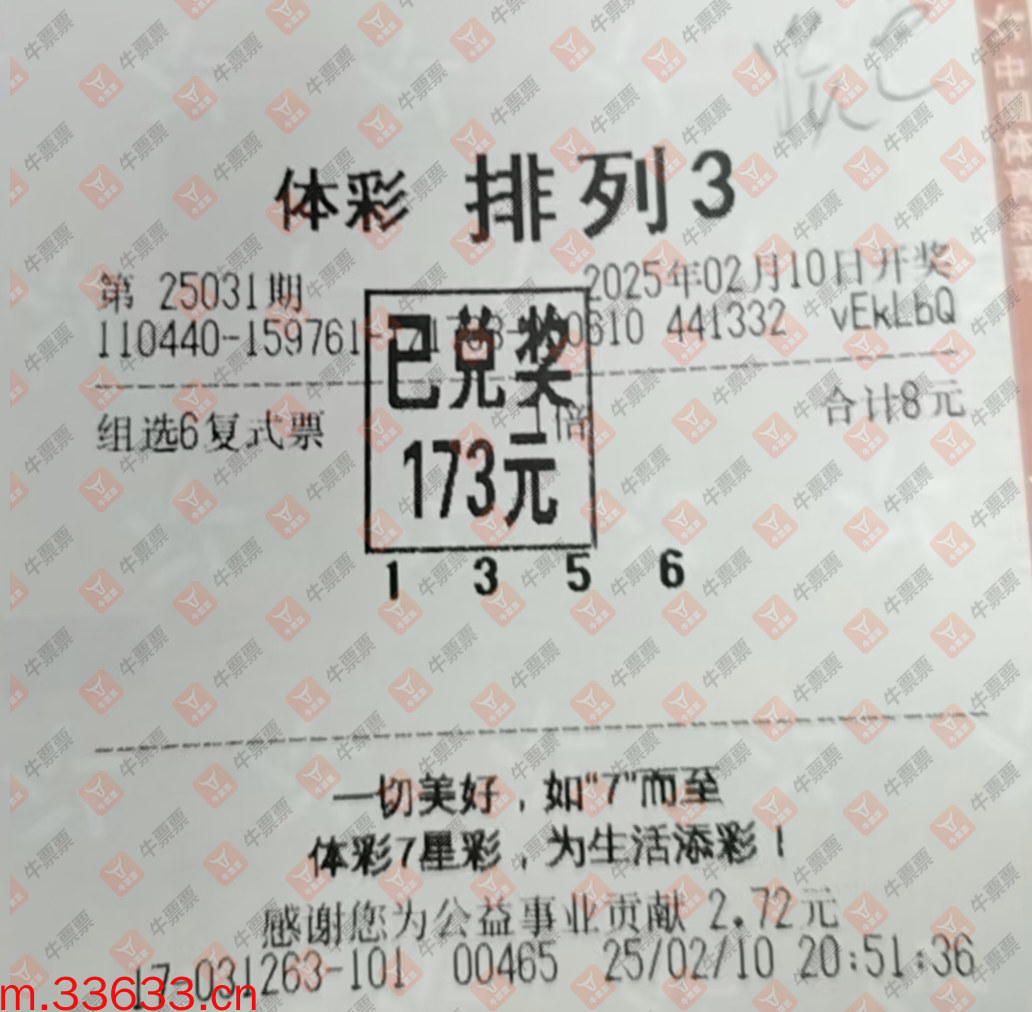 体彩 排列3
第 25031期 2025年02月10日开奖
110440-159761 0610 441332 vEkLbQ
已兑奖
组选6复式票 1倍 合计8元
173元
1 3 5 6
一切美好，如“7”而至
体彩7星彩，为生活添彩！
感谢您为公益事业贡献 2.72元
17-031263-101 00465 25/02/10 20:51:36
m.33633.cn
牛票票